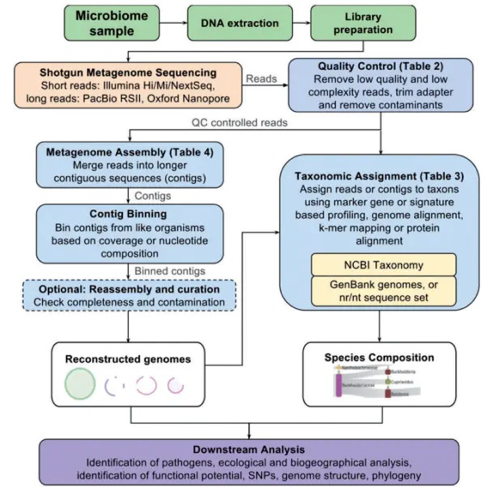 Microbiome
sample
DNA extraction
Library
preparation
Shotgun Metagenome Sequencing
Short reads: Illumina Hi/Mi/NextSeq,
long reads: PacBio RSII, Oxford Nanopore
Reads
Quality Control (Table 2)
Remove low quality and low
complexity reads, trim adapter
and remove contaminants
QC controlled reads
Metagenome Assembly (Table 4)
Merge reads into longer
contiguous sequences (contigs)
Contigs
Contig Binning
Bin contigs from like organisms
based on coverage or nucleotide
composition
Binned contigs
Optional: Reassembly and curation
Check completeness and contamination
Taxonomic Assignment (Table 3)
Assign reads or contigs to taxons
using marker gene or signature
based profiling, genome alignment,
k-mer mapping or protein
alignment
NCBI Taxonomy
GenBank genomes, or
nr/nt sequence set
Reconstructed genomes
Species Composition
Downstream Analysis
Identification of pathogens, ecological and biogeographical analysis,
identification of functional potential, SNPs, genome structure, phylogeny